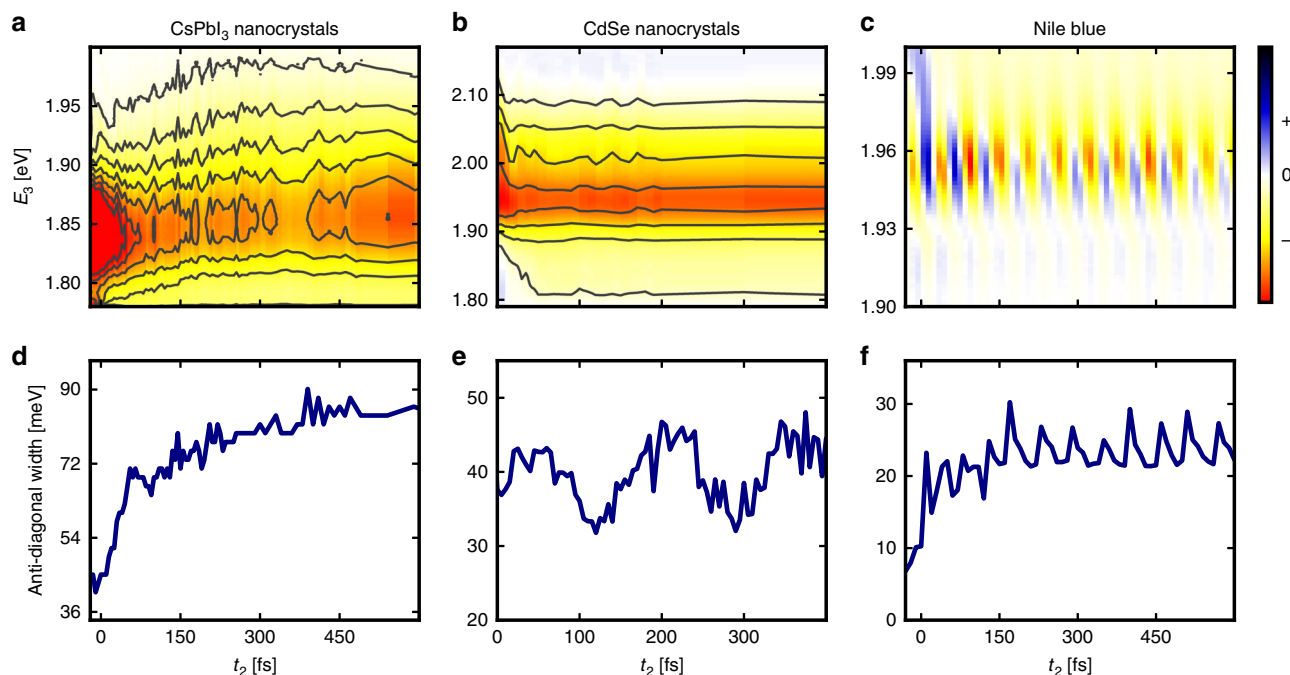 a
CsPbI3 nanocrystals
b
CdSe nanocrystals
c
Nile blue
E3 [eV]
1.95
1.90
1.85
1.80
2.10
2.00
1.90
1.80
1.99
1.96
1.93
1.90
+
0
−
d
e
f
Anti-diagonal width [meV]
90
72
54
36
50
40
30
20
30
20
10
0
0 150 300 450
0 100 200 300
0 150 300 450
t2 [fs]
t2 [fs]
t2 [fs]